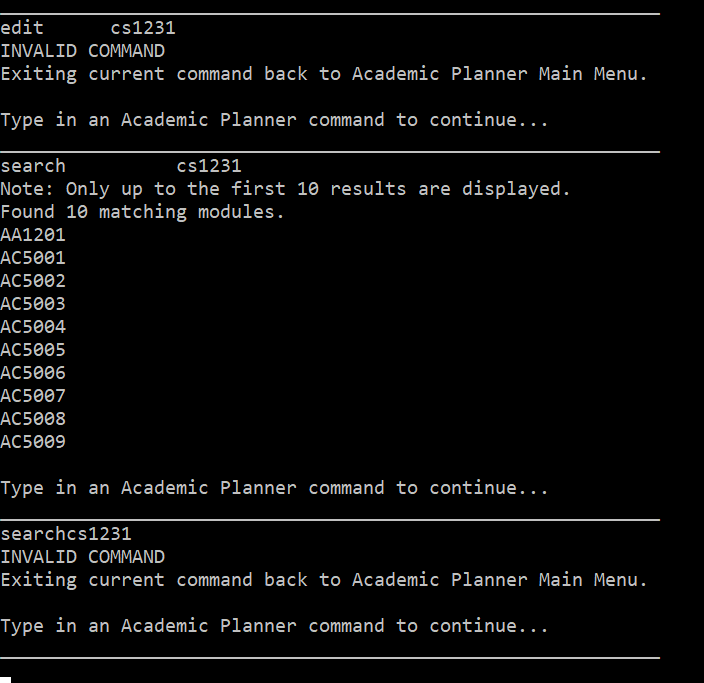 edit      cs1231
INVALID COMMAND
Exiting current command back to Academic Planner Main Menu.
Type in an Academic Planner command to continue...
search          cs1231
Note: Only up to the first 10 results are displayed.
Found 10 matching modules.
AA1201
AC5001
AC5002
AC5003
AC5004
AC5005
AC5006
AC5007
AC5008
AC5009
Type in an Academic Planner command to continue...
searchcs1231
INVALID COMMAND
Exiting current command back to Academic Planner Main Menu.
Type in an Academic Planner command to continue...